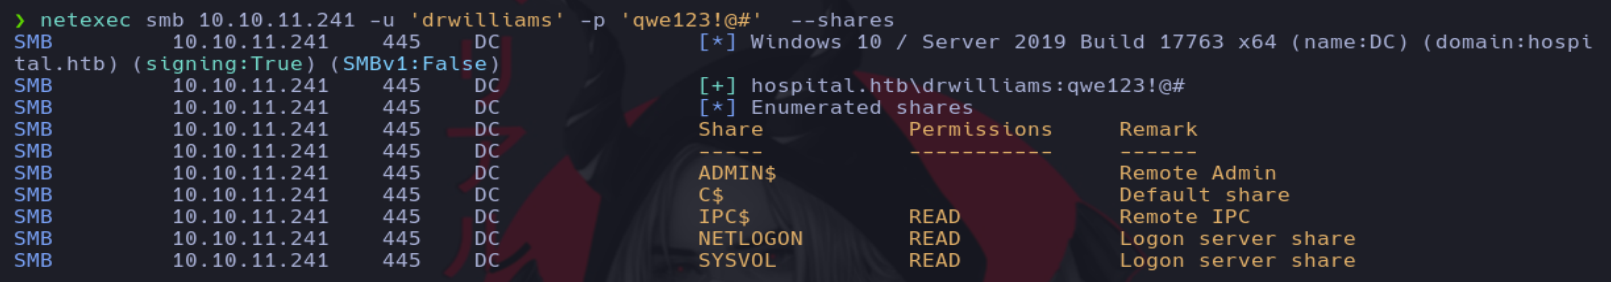 ❯ netexec smb 10.10.11.241 -u 'drwilliams' -p 'qwe123!@#'  --shares
SMB         10.10.11.241    445    DC               [*] Windows 10 / Server 2019 Build 17763 x64 (name:DC) (domain:hospi
tal.htb) (signing:True) (SMBv1:False)
SMB         10.10.11.241    445    DC               [+] hospital.htb\drwilliams:qwe123!@#
SMB         10.10.11.241    445    DC               [*] Enumerated shares
SMB         10.10.11.241    445    DC               Share           Permissions     Remark
SMB         10.10.11.241    445    DC               -----           -----------     ------
SMB         10.10.11.241    445    DC               ADMIN$                          Remote Admin
SMB         10.10.11.241    445    DC               C$                              Default share
SMB         10.10.11.241    445    DC               IPC$            READ            Remote IPC
SMB         10.10.11.241    445    DC               NETLOGON        READ            Logon server share
SMB         10.10.11.241    445    DC               SYSVOL          READ            Logon server share